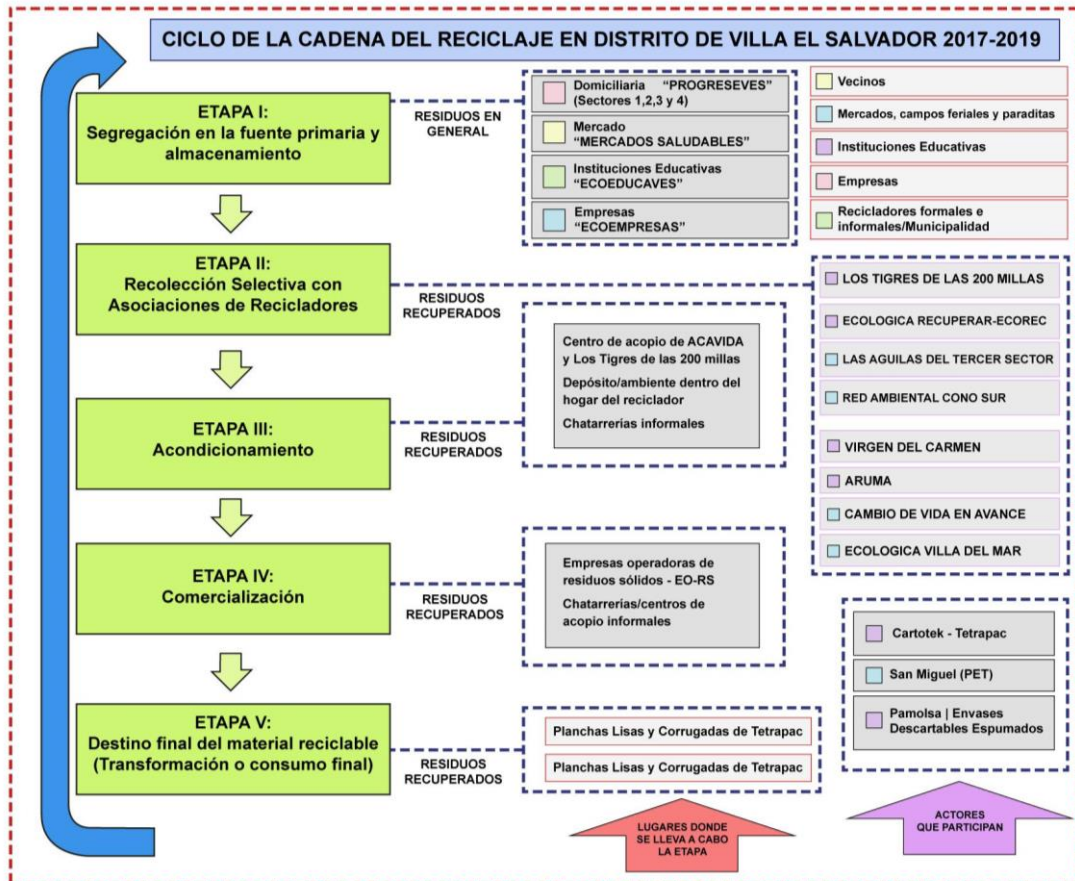 CICLO DE LA CADENA DEL RECICLAJE EN DISTRITO DE VILLA EL SALVADOR 2017-2019
ETAPA I:
Segregación en la fuente primaria y
almacenamiento
RESIDUOS EN
GENERAL
Domiciliaria "PROGRESEVES"
(Sectores 1,2,3 y 4)
Mercado
"MERCADOS SALUDABLES"
Instituciones Educativas
"ECOEDUCAVES"
Empresas
"ECOEMPRESAS"
Vecinos
Mercados, campos feriales y paraditas
Instituciones Educativas
Empresas
Recicladores formales e
informales/Municipalidad
ETAPA II:
Recolección Selectiva con
Asociaciones de Recicladores
RESIDUOS
RECUPERADOS
LOS TIGRES DE LAS 200 MILLAS
ECOLOGICA RECUPERAR-ECOREC
LAS AGUILAS DEL TERCER SECTOR
RED AMBIENTAL CONO SUR
VIRGEN DEL CARMEN
ARUMA
CAMBIO DE VIDA EN AVANCE
ECOLOGICA VILLA DEL MAR
ETAPA III:
Acondicionamiento
RESIDUOS
RECUPERADOS
Centro de acopio de ACAVIDA
y Los Tigres de las 200 millas
Depósito/ambiente dentro del
hogar del reciclador
Chatarrerías informales
ETAPA IV:
Comercialización
RESIDUOS
RECUPERADOS
Empresas operadoras de
residuos sólidos - EO-RS
Chatarrerías/centros de
acopio informales
ETAPA V:
Destino final del material reciclable
(Transformación o consumo final)
RESIDUOS
RECUPERADOS
Planchas Lisas y Corrugadas de Tetrapac
Planchas Lisas y Corrugadas de Tetrapac
Cartotek - Tetrapac
San Miguel (PET)
Pamolsa | Envases
Descartables Espumados
LUGARES DONDE
SE LLEVA A CABO
LA ETAPA
ACTORES
QUE PARTICIPAN